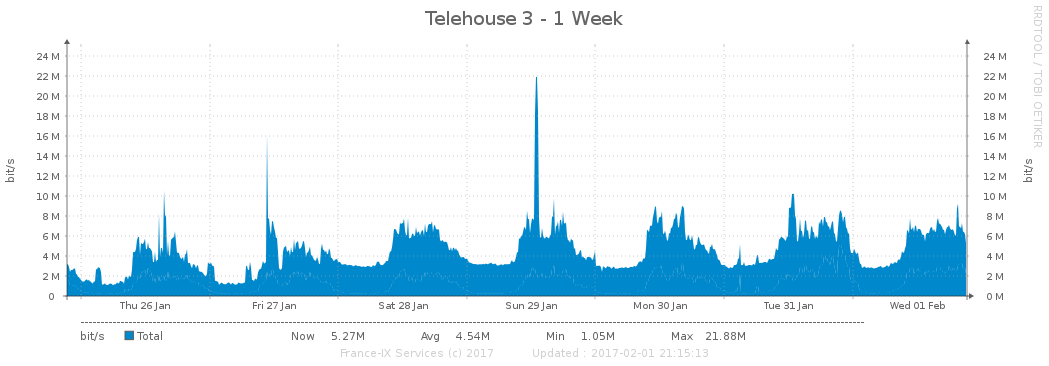 Telehouse 3 - 1 Week
RRDTOOL / TOBI OETIKER
bit/s
24 M 24 M
22 M 22 M
20 M 20 M
18 M 18 M
16 M 16 M
14 M 14 M
12 M 12 M
10 M 10 M
8 M 8 M
6 M 6 M
4 M 4 M
2 M 2 M
0 0 M
bit/s
Thu 26 Jan Fri 27 Jan Sat 28 Jan Sun 29 Jan Mon 30 Jan Tue 31 Jan Wed 01 Feb
bit/s Total Now 5.27M Avg 4.54M Min 1.05M Max 21.88M
France-IX Services (c) 2017 Updated : 2017-02-01 21:15:13